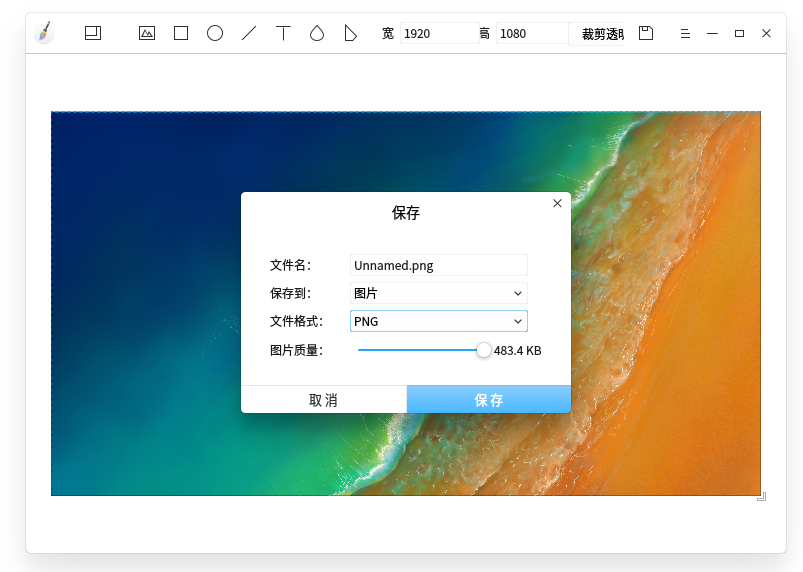 宽 1920 高 1080 裁剪透明
保存
文件名： Unnamed.png
保存到： 图片
文件格式： PNG
图片质量： 483.4 KB
取消 保存